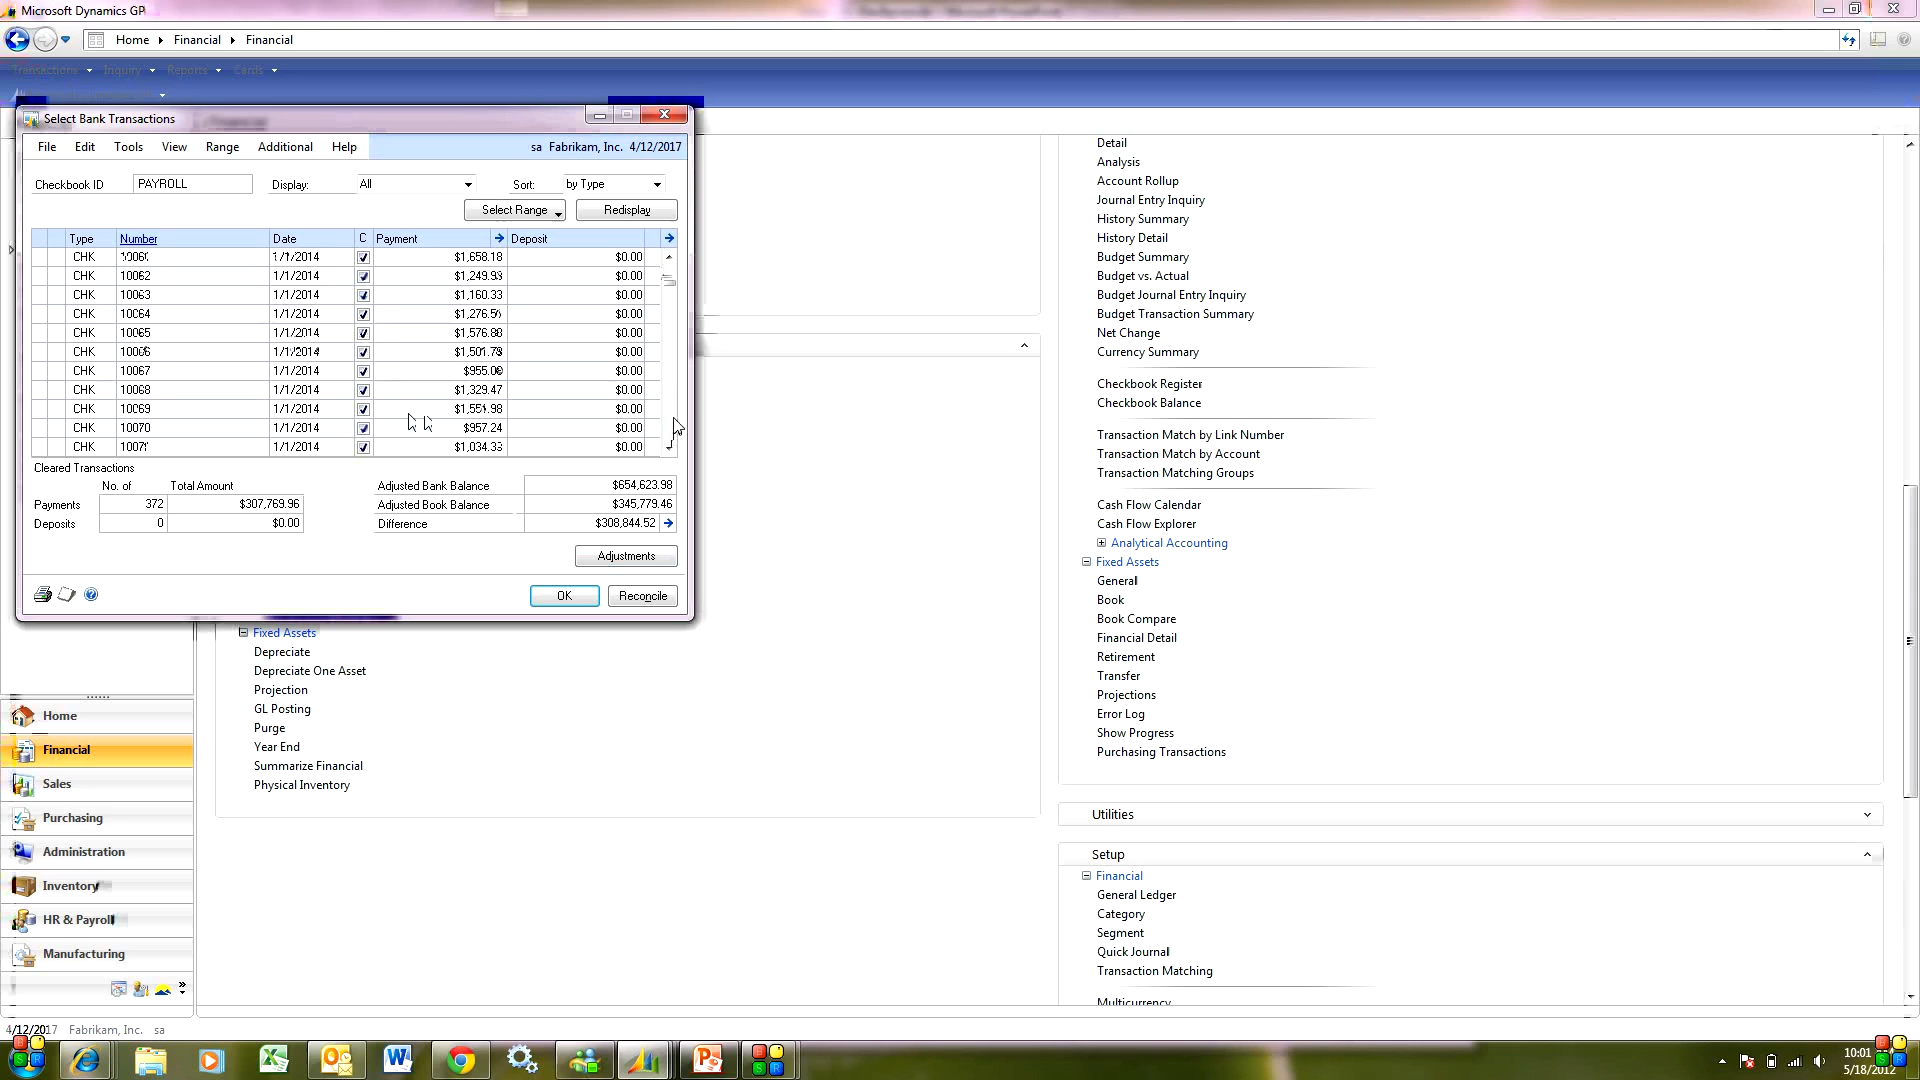 Microsoft Dynamics GP
Home Financial Financial
Transactions Inquiry Reports Cards
Select Bank Transactions
File Edit Tools View Range Additional Help sa Fabrikam, Inc. 4/12/2017
Checkbook ID PAYROLL Display: All Sort: by Type
Select Range Redisplay
Type Number Date C Payment Deposit
CHK 1/1/2014 $1,658.18 $0.00
CHK 10062 1/1/2014 $1,249.93 $0.00
CHK 10063 1/1/2014 $1,160.33 $0.00
CHK 10064 1/1/2014 $0.00
CHK 10065 1/1/2014 $1,576.88 $0.00
CHK 10066 1/1/2014 $0.00
CHK 10067 1/1/2014 $0.00
CHK 10068 1/1/2014 $1,329.47 $0.00
CHK 10069 1/1/2014 $0.00
CHK 10070 1/1/2014 $957.24 $0.00
CHK 10071 1/1/2014 $1,034.33 $0.00
Cleared Transactions
No. of Total Amount
Payments 372 $307,769.96
Deposits 0 $0.00
Adjusted Bank Balance $654,623.98
Adjusted Book Balance $345,779.46
Difference $308,844.52
Adjustments
OK Reconcile
Fixed Assets
Depreciate
Depreciate One Asset
Projection
GL Posting
Purge
Year End
Summarize Financial
Physical Inventory
Detail
Analysis
Account Rollup
Journal Entry Inquiry
History Summary
History Detail
Budget Summary
Budget vs. Actual
Budget Journal Entry Inquiry
Budget Transaction Summary
Net Change
Currency Summary
Checkbook Register
Checkbook Balance
Transaction Match by Link Number
Transaction Match by Account
Transaction Matching Groups
Cash Flow Calendar
Cash Flow Explorer
Analytical Accounting
Fixed Assets
General
Book
Book Compare
Financial Detail
Retirement
Transfer
Projections
Error Log
Show Progress
Purchasing Transactions
Utilities
Setup
Financial
General Ledger
Category
Segment
Quick Journal
Transaction Matching
Multicurrency
Home
Financial
Sales
Purchasing
Administration
Inventory
HR & Payroll
Manufacturing
4/12/2017 Fabrikam, Inc. sa
10:01
5/18/2012